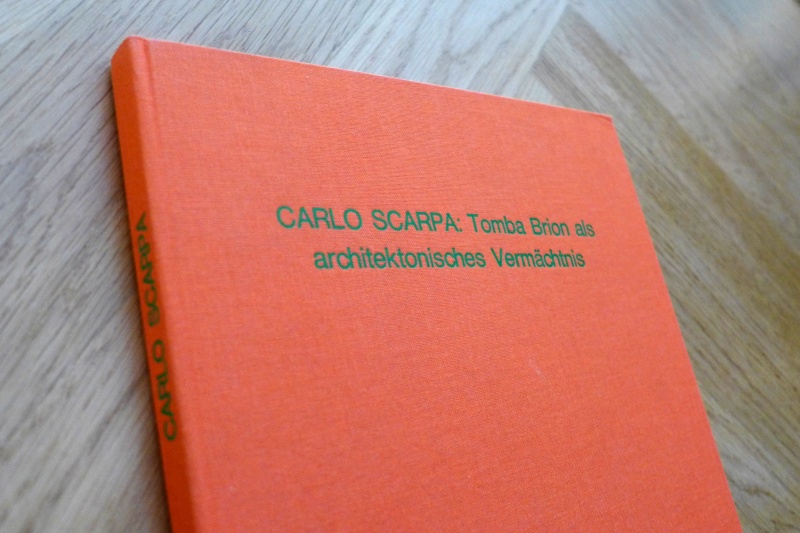 CARLO SCARPA: Tomba Brion als
architektonisches Vermächtnis
CARLO SCARPA